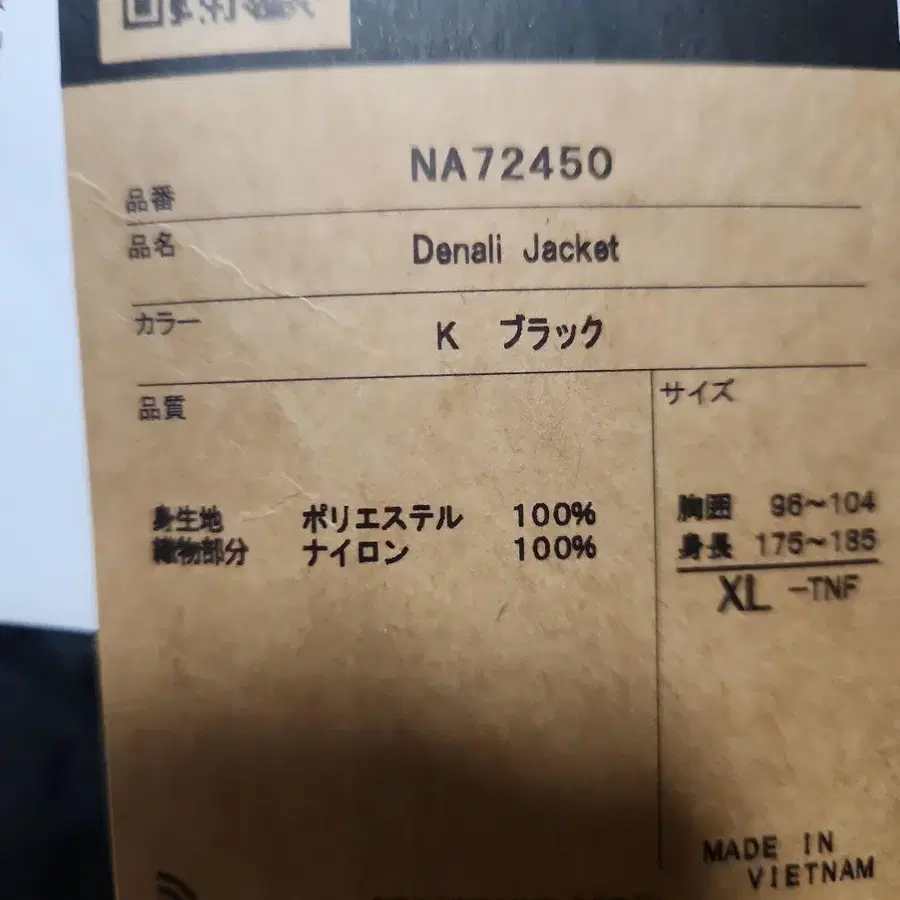 NA72450
品番
品名 Denali Jacket
カラー K ブラック
品質
サイズ
身生地 ポリエステル 100%
織物部分 ナイロン 100%
胸囲 96～104
身長 175～185
XL -TNF
MADE IN
VIETNAM